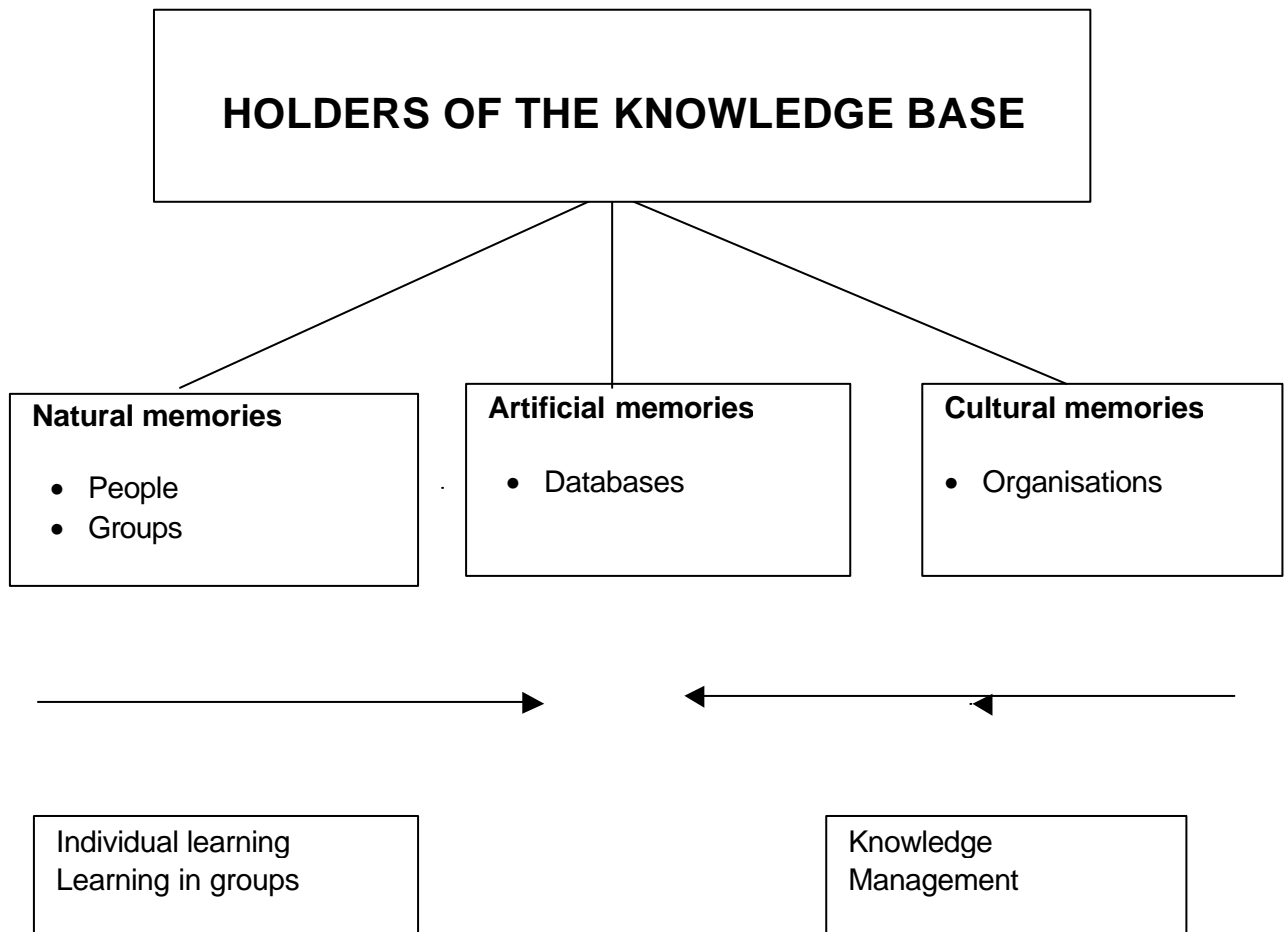 HOLDERS OF THE KNOWLEDGE BASE
Natural memories
• People
• Groups
Artificial memories
• Databases
Cultural memories
• Organisations
Individual learning
Learning in groups
Knowledge
Management